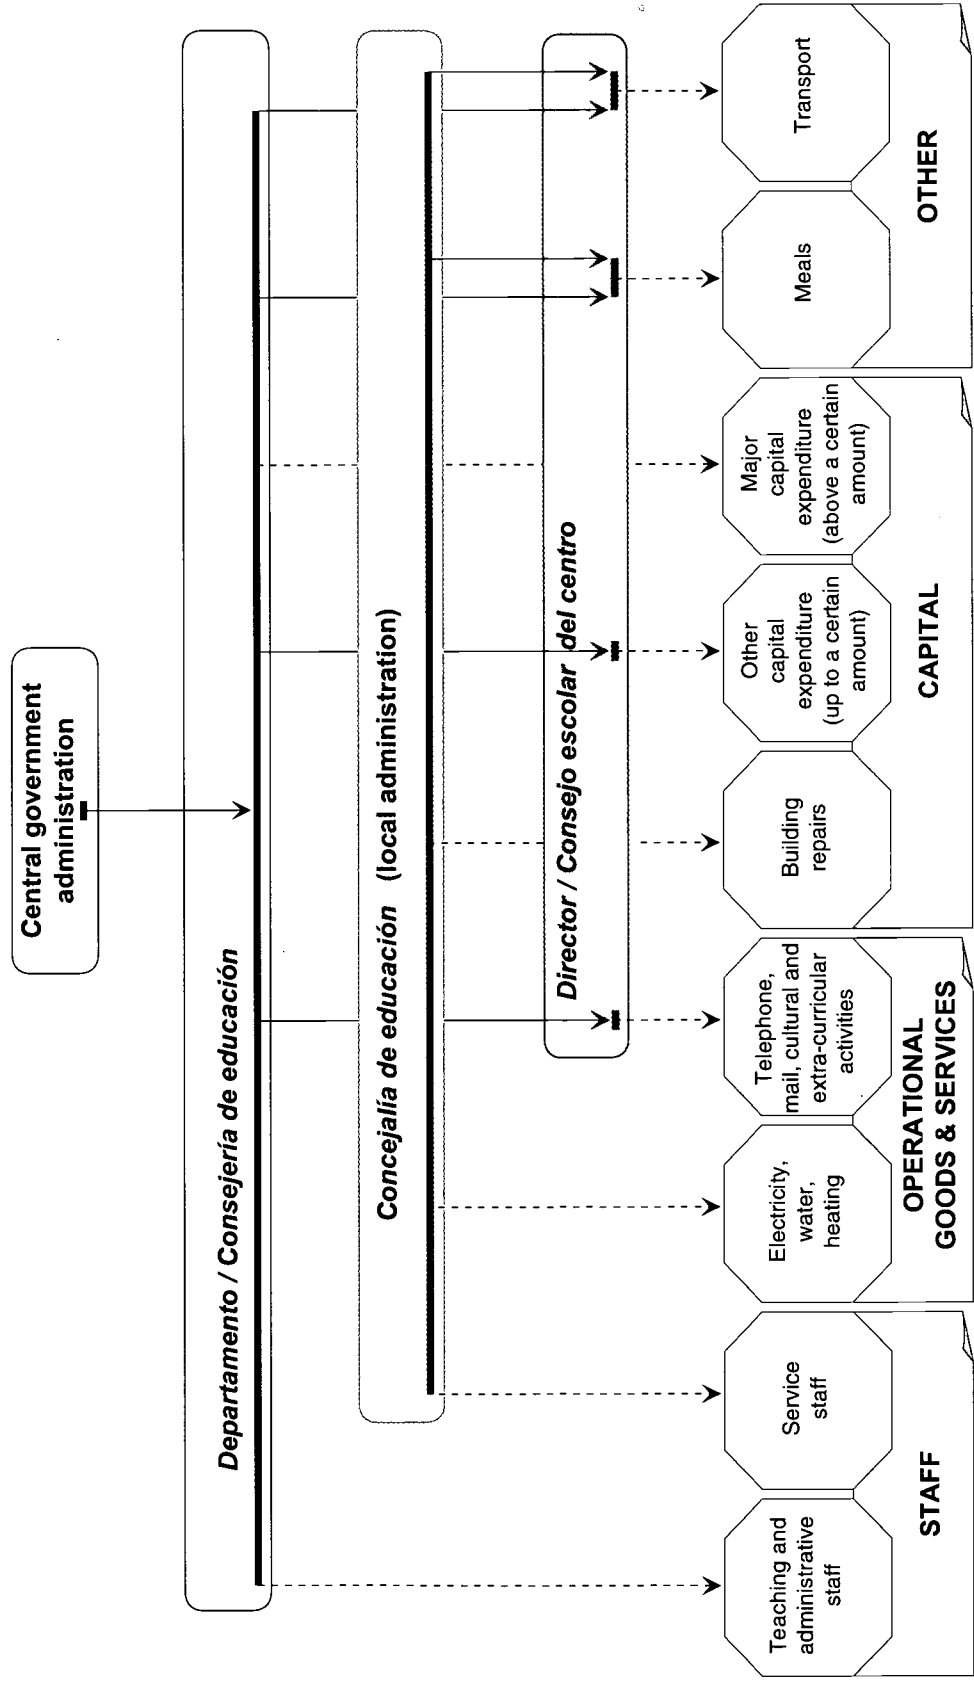 Central government
administration
Departamento / Consejería de educación
Concejalía de educación (local administration)
Director / Consejo escolar del centro
Teaching and
administrative
staff
Service
staff
Electricity,
water,
heating
Telephone,
mail, cultural and
extra-curricular
activities
Building
repairs
Other
capital
expenditure
(up to a certain
amount)
Major
capital
expenditure
(above a certain
amount)
Meals
Transport
STAFF
OPERATIONAL
GOODS & SERVICES
CAPITAL
OTHER